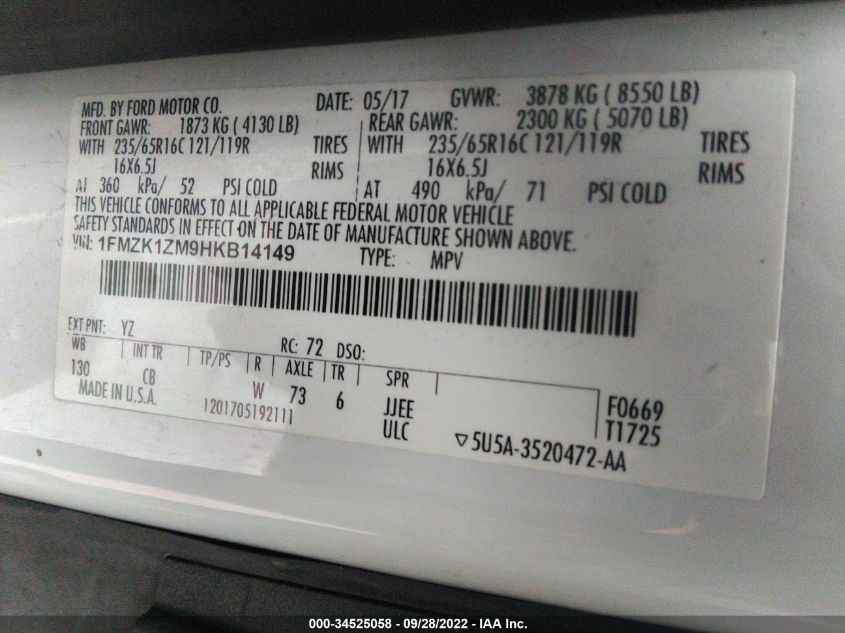 MFD. BY FORD MOTOR CO. DATE: 05/17 GVWR: 3878 KG ( 8550 LB)
FRONT GAWR: 1873 KG ( 4130 LB) REAR GAWR: 2300 KG ( 5070 LB)
WITH 235/65R16C 121/119R TIRES WITH 235/65R16C 121/119R TIRES
16X6.5J RIMS 16X6.5J RIMS
AT 360 kPa/ 52 PSI COLD AT 490 kPa/ 71 PSI COLD
THIS VEHICLE CONFORMS TO ALL APPLICABLE FEDERAL MOTOR VEHICLE
SAFETY STANDARDS IN EFFECT ON THE DATE OF MANUFACTURE SHOWN ABOVE.
VIN: 1FMZK1ZM9HKB14149 TYPE: MPV
EXT PNT: YZ RC: 72 DSO:
WB INT TR TP/PS R AXLE TR SPR
130 CB W 73 6 JJEE F0669
MADE IN U.S.A. 1201705192111 ULC T1725
▽5U5A-3520472-AA
000-34525058 - 09/28/2022 - IAA Inc.